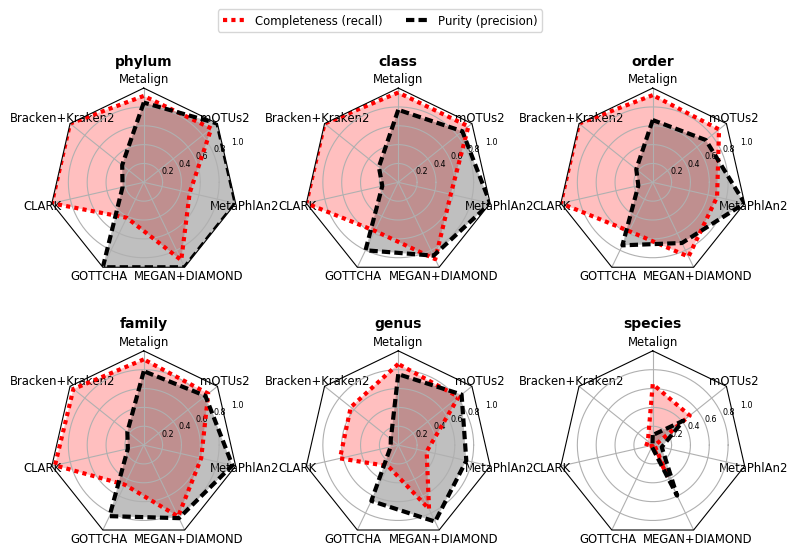 Completeness (recall) Purity (precision)
phylum class order
Metalign Metalign Metalign
Bracken+Kraken2 mOTUs2 Bracken+Kraken2 mOTUs2 Bracken+Kraken2 mOTUs2
0.2 0.4 0.6 0.8 1.0 0.2 0.4 0.6 0.8 1.0 0.2 0.4 0.6 0.8 1.0
CLARK MetaPhlAn2 CLARK MetaPhlAn2 CLARK MetaPhlAn2
GOTTCHA MEGAN+DIAMOND GOTTCHA MEGAN+DIAMOND GOTTCHA MEGAN+DIAMOND
family genus species
Metalign Metalign Metalign
Bracken+Kraken2 mOTUs2 Bracken+Kraken2 mOTUs2 Bracken+Kraken2 mOTUs2
0.2 0.4 0.6 0.8 1.0 0.2 0.4 0.6 0.8 1.0 0.2 0.4 0.6 0.8 1.0
CLARK MetaPhlAn2 CLARK MetaPhlAn2 CLARK MetaPhlAn2
GOTTCHA MEGAN+DIAMOND GOTTCHA MEGAN+DIAMOND GOTTCHA MEGAN+DIAMOND